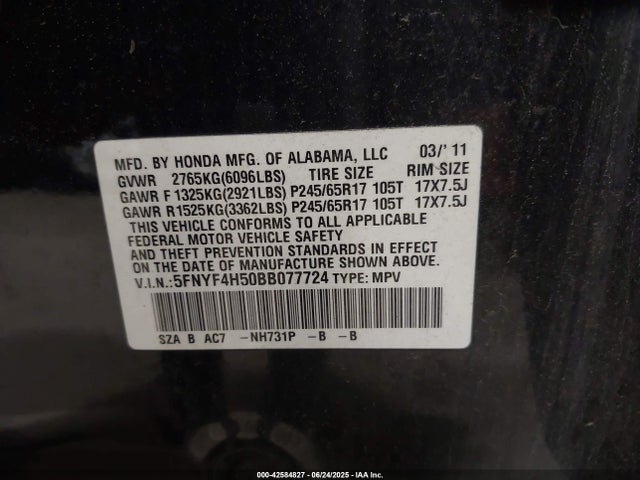 MFD. BY HONDA MFG. OF ALABAMA, LLC 03/' 11
GVWR 2765KG(6096LBS) TIRE SIZE RIM SIZE
GAWR F 1325KG(2921LBS) P245/65R17 105T 17X7.5J
GAWR R1525KG(3362LBS) P245/65R17 105T 17X7.5J
THIS VEHICLE CONFORMS TO ALL APPLICABLE
FEDERAL MOTOR VEHICLE SAFETY
AND THEFT PREVENTION STANDARDS IN EFFECT
ON THE DATE OF MANUFACTURE SHOWN ABOVE.
V.I.N.:5FNYF4H50BB077724 TYPE: MPV
SZA B AC7 -NH731P -B -B
000-42584827 - 06/24/2025 - IAA Inc.